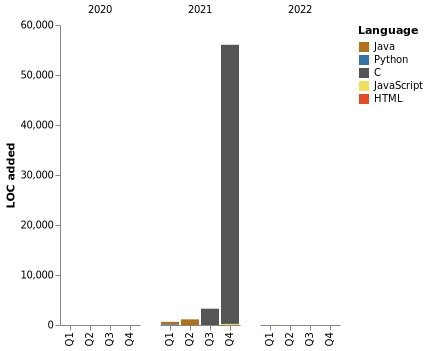 2020 2021 2022
Language
Java
Python
C
JavaScript
HTML
LOC added
60,000
50,000
40,000
30,000
20,000
10,000
0
Q1 Q2 Q3 Q4 Q1 Q2 Q3 Q4 Q1 Q2 Q3 Q4